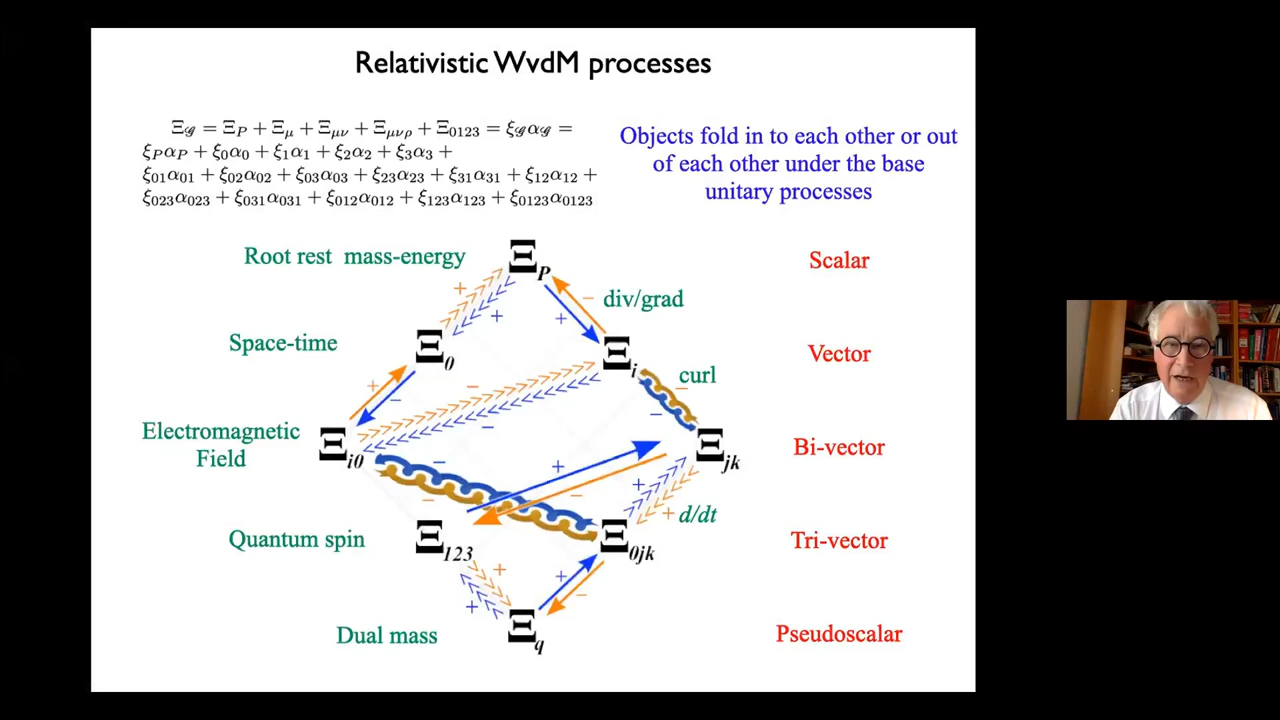 Relativistic WvdM processes
Ξ𝒢 = Ξ_P + Ξ_μ + Ξ_μν + Ξ_μνρ + Ξ_0123 = ξ𝒢α𝒢 =
ξ_Pα_P + ξ_0α_0 + ξ_1α_1 + ξ_2α_2 + ξ_3α_3 +
ξ_01α_01 + ξ_02α_02 + ξ_03α_03 + ξ_23α_23 + ξ_31α_31 + ξ_12α_12 +
ξ_023α_023 + ξ_031α_031 + ξ_012α_012 + ξ_123α_123 + ξ_0123α_0123
Objects fold in to each other or out
of each other under the base
unitary processes
Root rest mass-energy
Ξ_P
Scalar
+
+
+
−
div/grad
Space-time
Ξ_0
Ξ_i
Vector
+
−
−
−
curl
−
−
Electromagnetic
Field
Ξ_i0
Ξ_jk
Bi-vector
−
−
+
−
+
+
d/dt
Quantum spin
Ξ_123
Ξ_0jk
Tri-vector
+
+
+
−
Dual mass
Ξ_q
Pseudoscalar